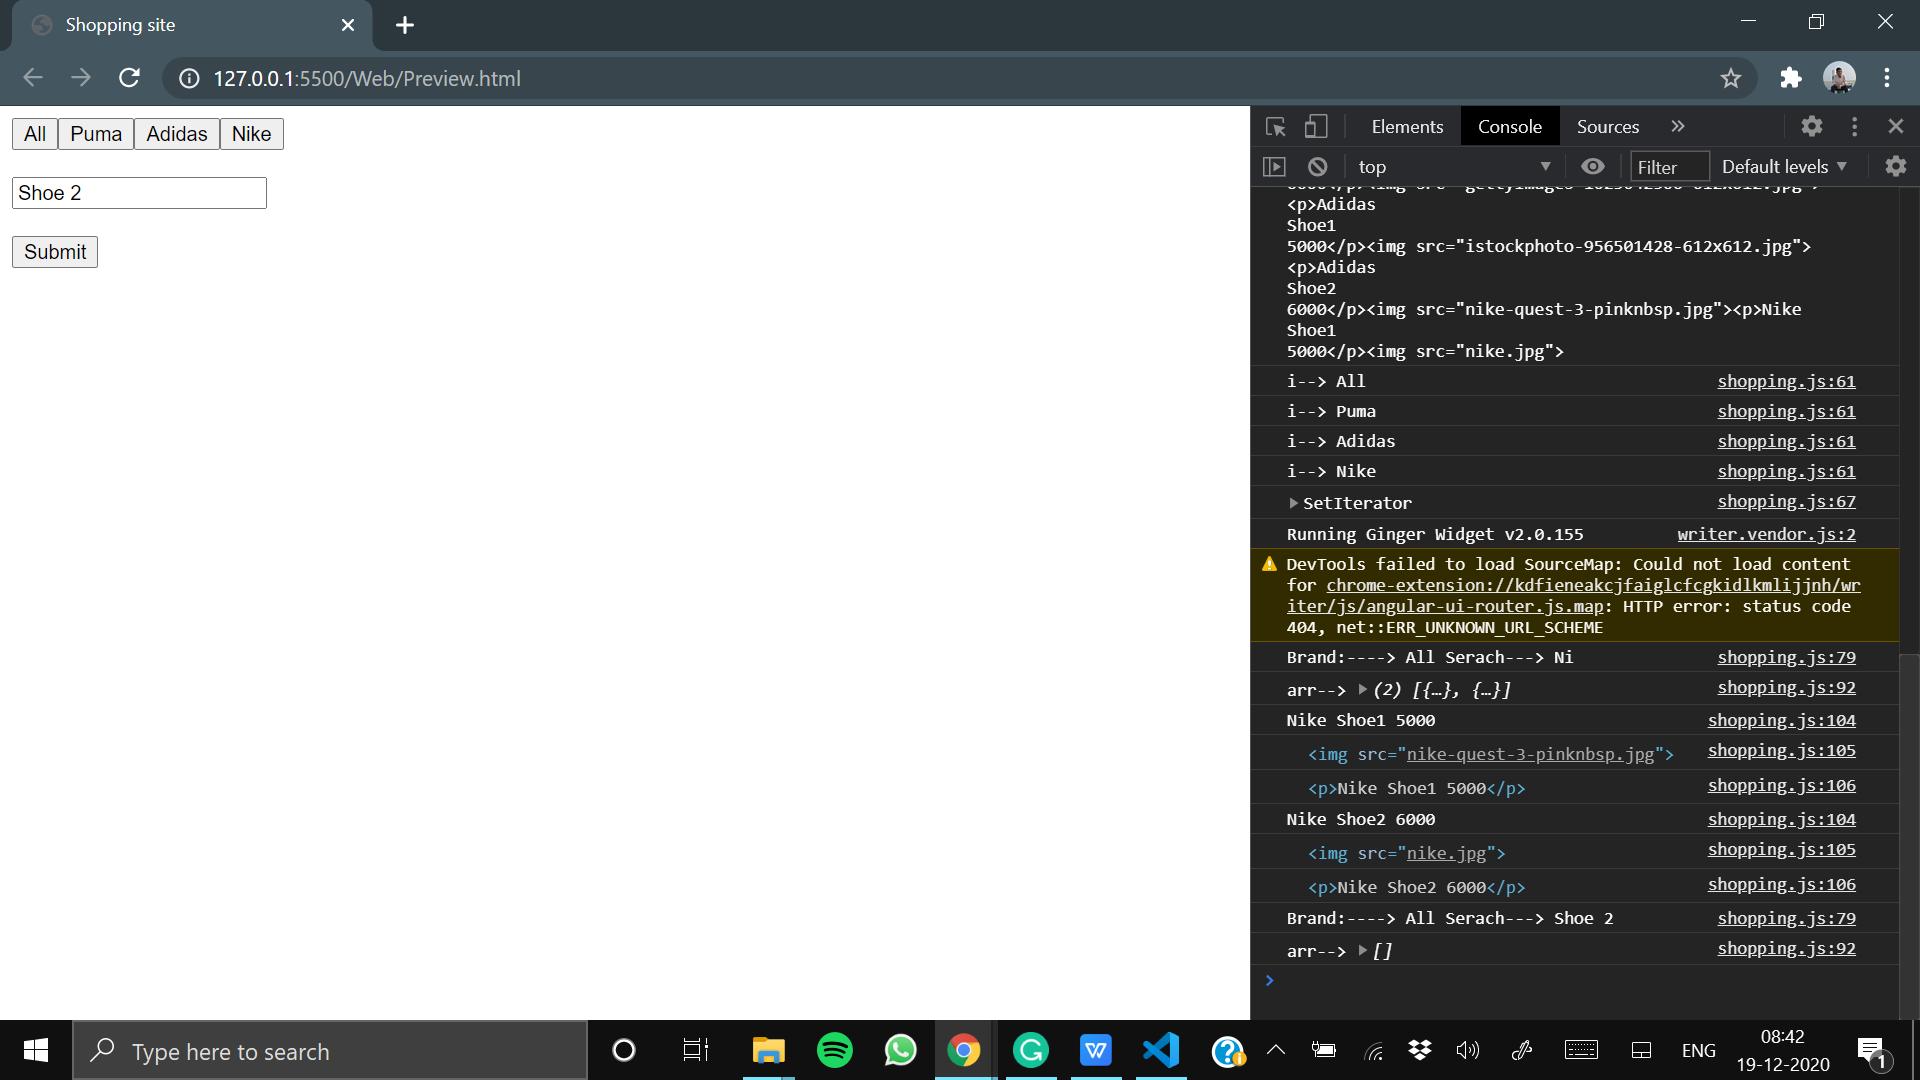 Shopping site
127.0.0.1:5500/Web/Preview.html
All Puma Adidas Nike
Shoe 2
Submit
Elements Console Sources »
top Filter Default levels
<p>Adidas
Shoe1
5000</p><img src="istockphoto-956501428-612x612.jpg">
<p>Adidas
Shoe2
6000</p><img src="nike-quest-3-pinknbsp.jpg"><p>Nike
Shoe1
5000</p><img src="nike.jpg">
i--> All shopping.js:61
i--> Puma shopping.js:61
i--> Adidas shopping.js:61
i--> Nike shopping.js:61
SetIterator shopping.js:67
Running Ginger Widget v2.0.155 writer.vendor.js:2
DevTools failed to load SourceMap: Could not load content
for chrome-extension://kdfieneakcjfaiglcfcgkidlkmlijjnh/wr
iter/js/angular-ui-router.js.map: HTTP error: status code
404, net::ERR_UNKNOWN_URL_SCHEME
Brand:----> All Serach---> Ni shopping.js:79
arr--> (2) [{…}, {…}] shopping.js:92
Nike Shoe1 5000 shopping.js:104
<img src="nike-quest-3-pinknbsp.jpg"> shopping.js:105
<p>Nike Shoe1 5000</p> shopping.js:106
Nike Shoe2 6000 shopping.js:104
<img src="nike.jpg"> shopping.js:105
<p>Nike Shoe2 6000</p> shopping.js:106
Brand:----> All Serach---> Shoe 2 shopping.js:79
arr--> [] shopping.js:92
>
Type here to search
ENG
08:42
19-12-2020
1